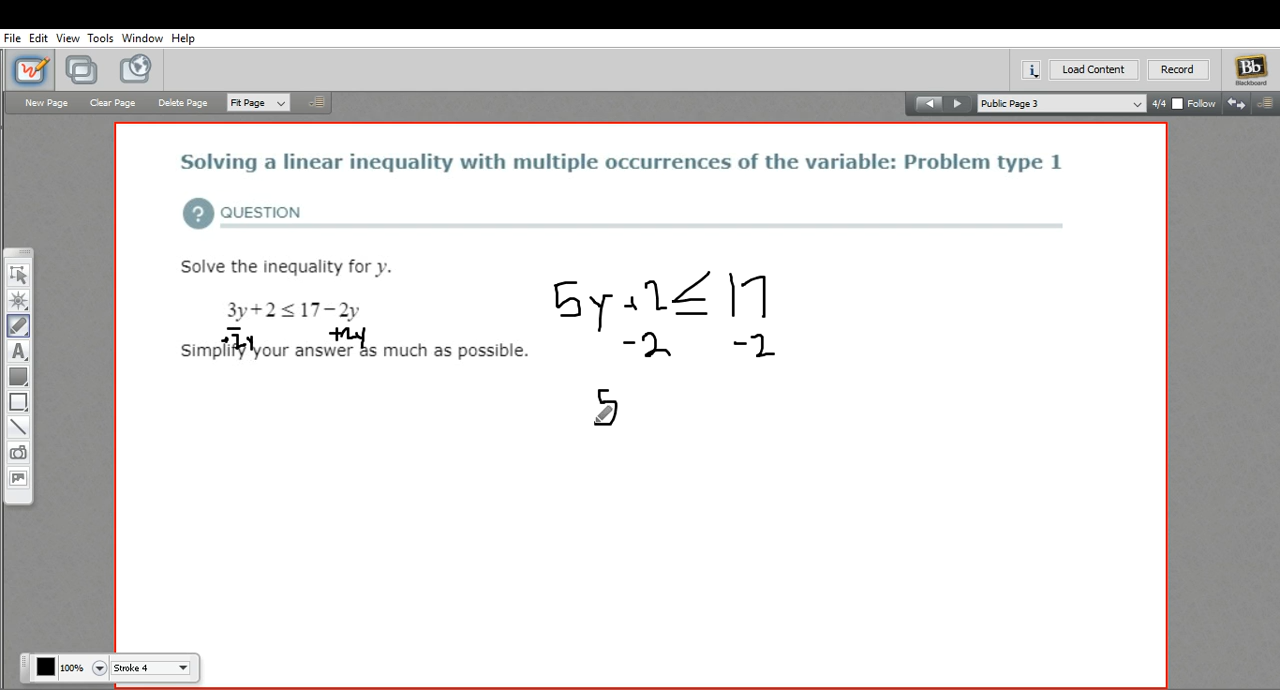 File Edit View Tools Window Help
Load Content Record Bb
Blackboard
New Page Clear Page Delete Page Fit Page Public Page 3 4/4 Follow
Solving a linear inequality with multiple occurrences of the variable: Problem type 1
? QUESTION
Solve the inequality for y.
3y + 2 ≤ 17 − 2y
+2y +2y
Simplify your answer as much as possible.
5y + 2 ≤ 17
-2 -2
5
100% Stroke 4